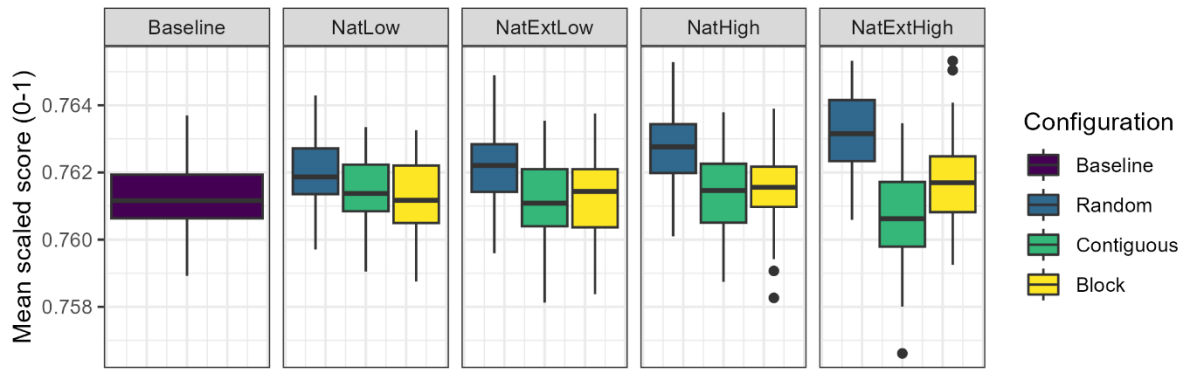 Baseline NatLow NatExtLow NatHigh NatExtHigh
Mean scaled score (0-1)
0.764
0.762
0.760
0.758
Configuration
Baseline
Random
Contiguous
Block